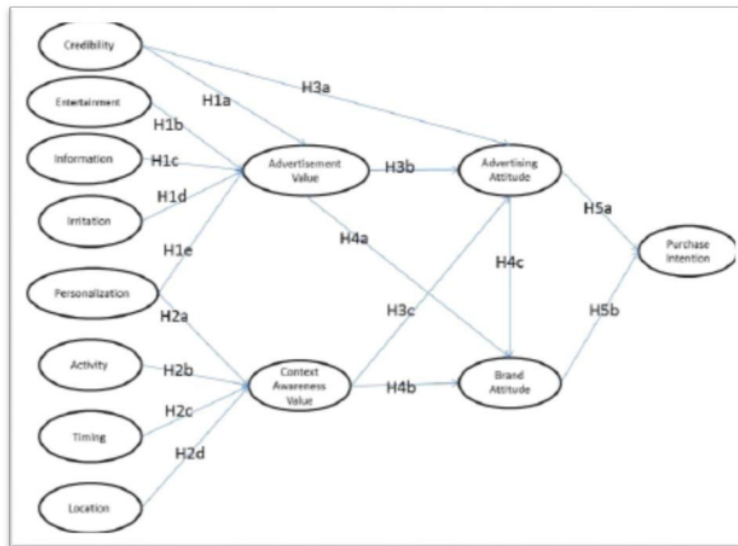 Credibility
H3a
H1a
Entertainment
H1b
Information
H1c
Advertisement
Value
H3b
Advertising
Attitude
H1d
H5a
Irritation
H4a
Purchase
Intention
H1e
H4c
Personalization
H2a
H3c
H5b
Activity
H2b
Context
Awareness
Value
H4b
Brand
Attitude
H2c
Timing
H2d
Location